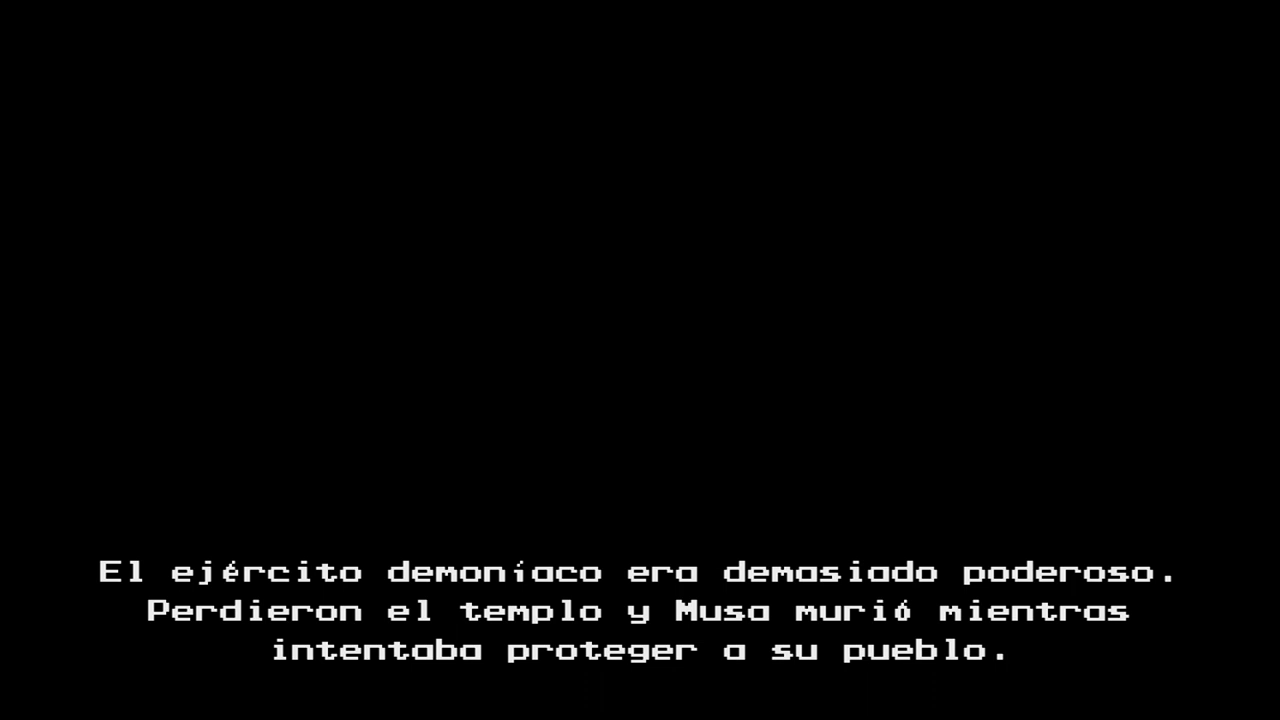 El ejército demoníaco era demasiado poderoso.
Perdieron el templo y Musa murió mientras
intentaba proteger a su pueblo.